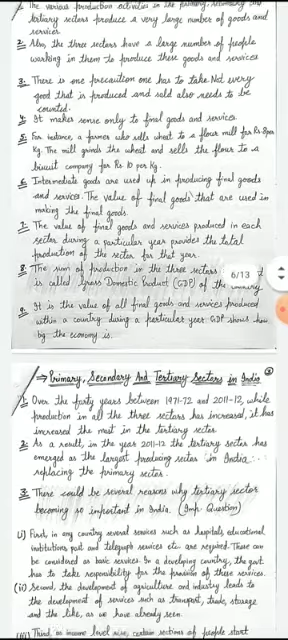 1. The various production activities in the primary, secondary and
tertiary sectors produce a very large number of goods and
services.
2. Also, the three sectors have a large number of people
working in them to produce these goods and services
3. There is one precaution one has to take. Not every
good that is produced and sold also needs to be
counted.
4. It makes sense only to final goods and services
5. For instance, a farmer who sells wheat to a flour mill for Rs.8per
Kg. The mill grinds the wheat and sells the flour to a
biscuit company for Rs. 10 per kg.
6. Intermediate goods are used up in producing final goods
and services. The value of final goods that are used in
making the final goods.
7. The value of final goods and services produced in each
sector during a particular year provides the total
production of the sector for that year.
8. The sum of production in the three sectors
6/13
is called Gross Domestic Product (GDP) of the country
9. It is the value of all final goods and services produced
within a country during a particular year GDP shows how
big the economy is.
⇒ Primary, Secondary And Tertiary Sectors in India
1. Over the forty years between 1971-72 and 2011-12, while
production in all the three sectors has increased, it has
increased the most in the tertiary sector
2. As a result, in the year 2011-12 the tertiary sector has
emerged as the largest producing sector in India
replacing the primary sector.
3. There could be several reasons why tertiary sector
becoming so important in India. (Imp. Question)
(i) First, in any country several services such as hospitals, educational
institutions, post and telegraph services etc. are required. These can
be considered as basic services. In a developing country, the govt
has to take responsibility for the provision of these services.
(ii) Second, the development of agriculture and industry leads to
the development of services such as transport, trade, storage
and the like, as we have already seen.
(iii) Third, as income level rise, certain sections of people start